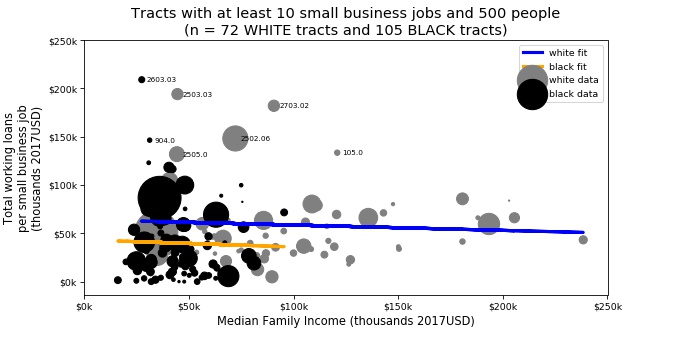 Tracts with at least 10 small business jobs and 500 people
(n = 72 WHITE tracts and 105 BLACK tracts)
$250k
$200k
$150k
$100k
$50k
$0k
Total working loans
per small business job
(thousands 2017USD)
white fit
black fit
white data
black data
2603.03
2503.03
2703.02
904.0
2502.06
2505.0
105.0
$0k
$50k
$100k
$150k
$200k
$250k
Median Family Income (thousands 2017USD)